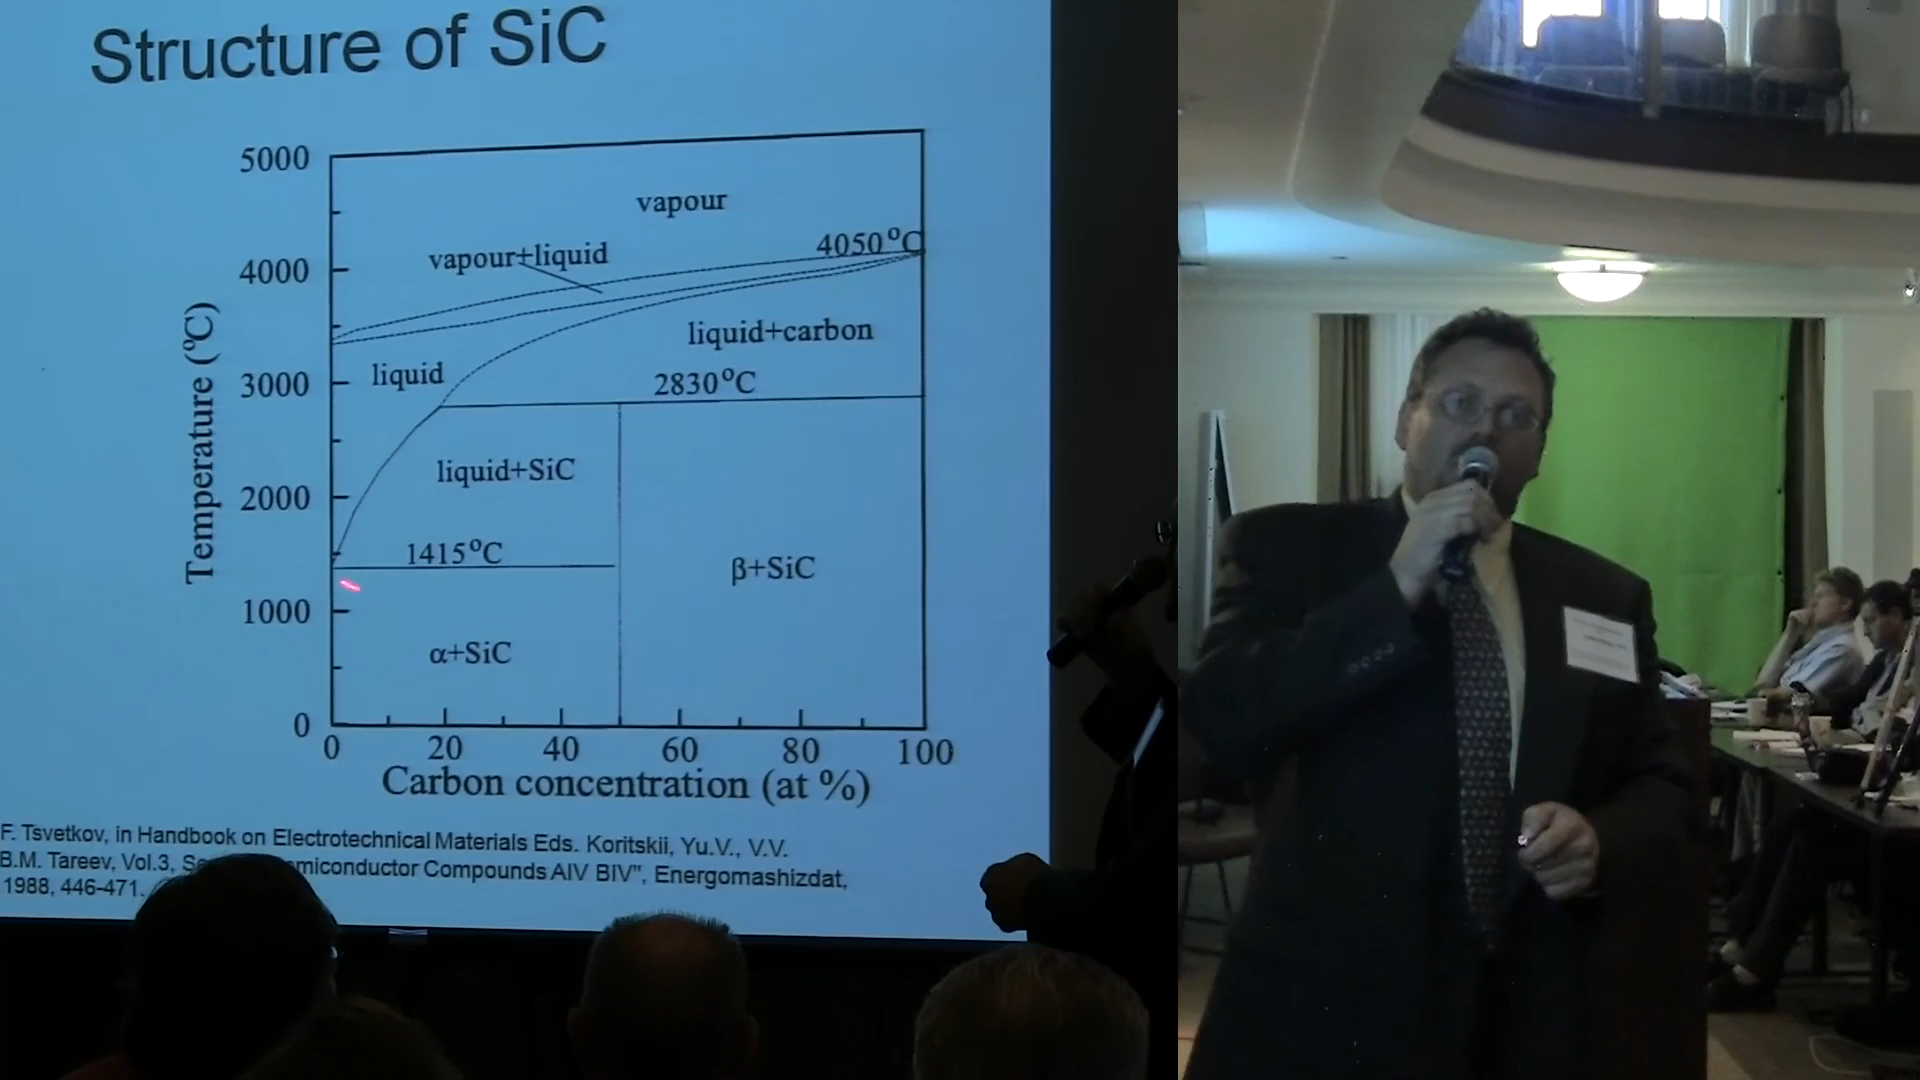 Structure of SiC
5000
vapour
4050 °C
vapour+liquid
4000
liquid+carbon
liquid
3000
2830°C
liquid+SiC
2000
1415°C
β+SiC
1000
α+SiC
0
0 20 40 60 80 100
Temperature (°C)
Carbon concentration (at %)
F. Tsvetkov, in Handbook on Electrotechnical Materials Eds. Koritskii, Yu.V., V.V.
B.M. Tareev, Vol.3, miconductor Compounds AIV BIV", Energomashizdat,
1988, 446-471.